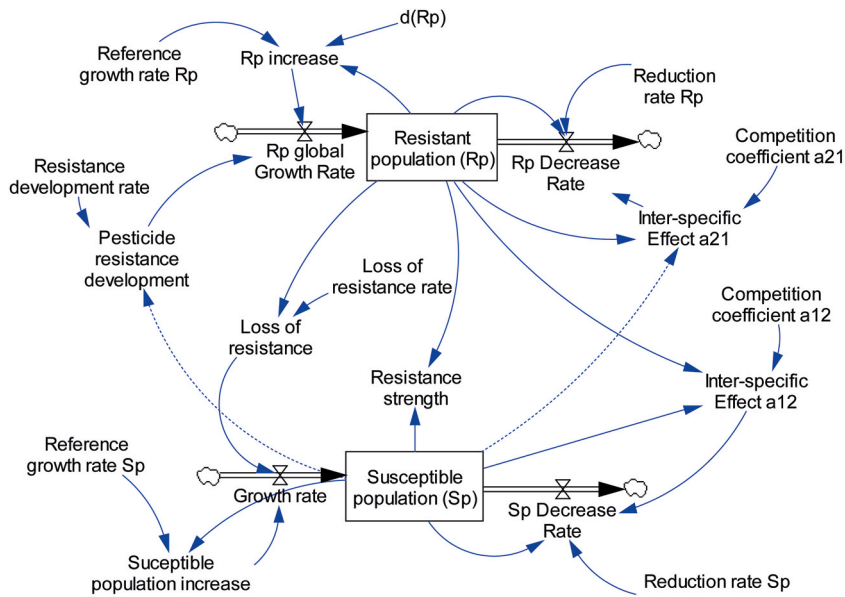 d(Rp)
Reference
growth rate Rp
Rp increase
Reduction
rate Rp
Resistant
population (Rp)
Rp global
Growth Rate
Rp Decrease
Rate
Competition
coefficient a21
Resistance
development rate
Inter-specific
Effect a21
Pesticide
resistance
development
Loss of
resistance rate
Competition
coefficient a12
Loss of
resistance
Resistance
strength
Inter-specific
Effect a12
Reference
growth rate Sp
Susceptible
population (Sp)
Growth rate
Sp Decrease
Rate
Suceptible
population increase
Reduction rate Sp